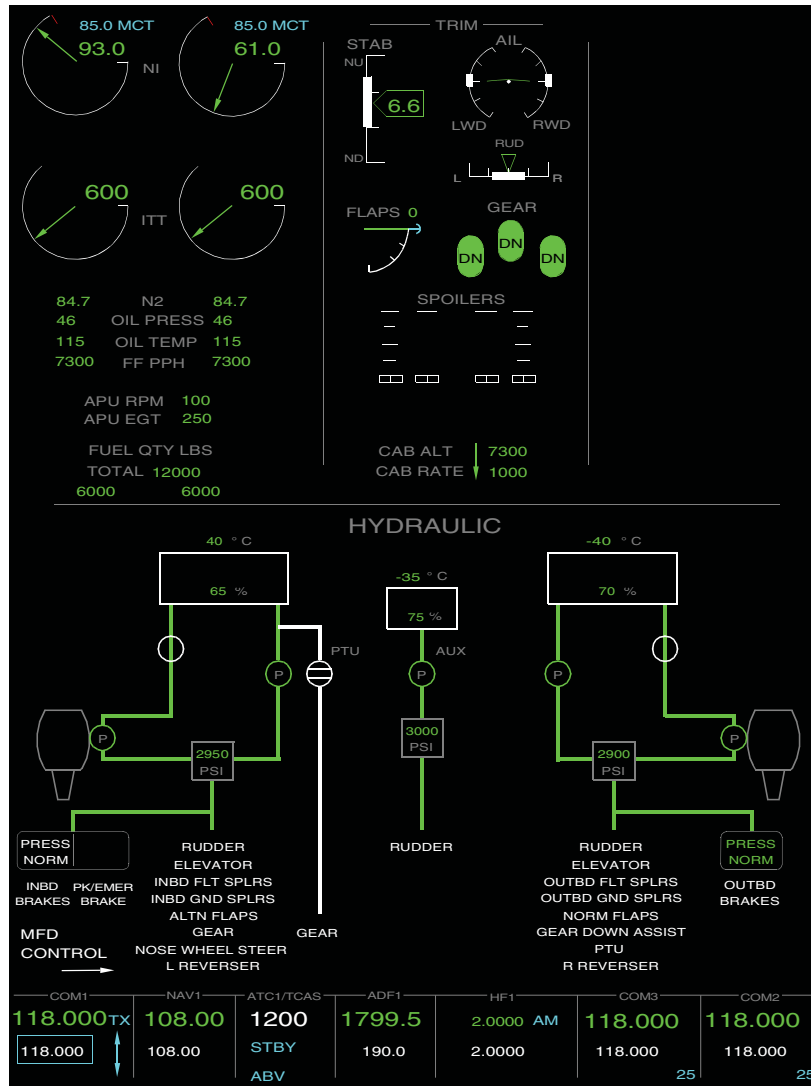 85.0 MCT 85.0 MCT
93.0 61.0
NI
600 600
ITT
84.7 N2 84.7
46 OIL PRESS 46
115 OIL TEMP 115
7300 FF PPH 7300
APU RPM 100
APU EGT 250
FUEL QTY LBS
TOTAL 12000
6000 6000
TRIM
STAB AIL
NU
6.6
LWD RWD
ND
RUD
L R
FLAPS 0 GEAR
DN DN DN
SPOILERS
CAB ALT 7300
CAB RATE 1000
HYDRAULIC
40 ° C -35 ° C -40 ° C
65 % 75 % 70 %
PTU AUX
P P P
P P
2950 PSI 3000 PSI 2900 PSI
PRESS NORM
INBD BRAKES
PK/EMER BRAKE
RUDDER
ELEVATOR
INBD FLT SPLRS
INBD GND SPLRS
ALTN FLAPS
GEAR
NOSE WHEEL STEER
L REVERSER
GEAR
RUDDER
RUDDER
ELEVATOR
OUTBD FLT SPLRS
OUTBD GND SPLRS
NORM FLAPS
GEAR DOWN ASSIST
PTU
R REVERSER
PRESS NORM
OUTBD BRAKES
MFD
CONTROL
COM1 NAV1 ATC1/TCAS ADF1 HF1 COM3 COM2
118.000 TX 108.00 1200 1799.5 2.0000 AM 118.000 118.000
118.000 108.00 STBY 190.0 2.0000 118.000 118.000
ABV 25 25